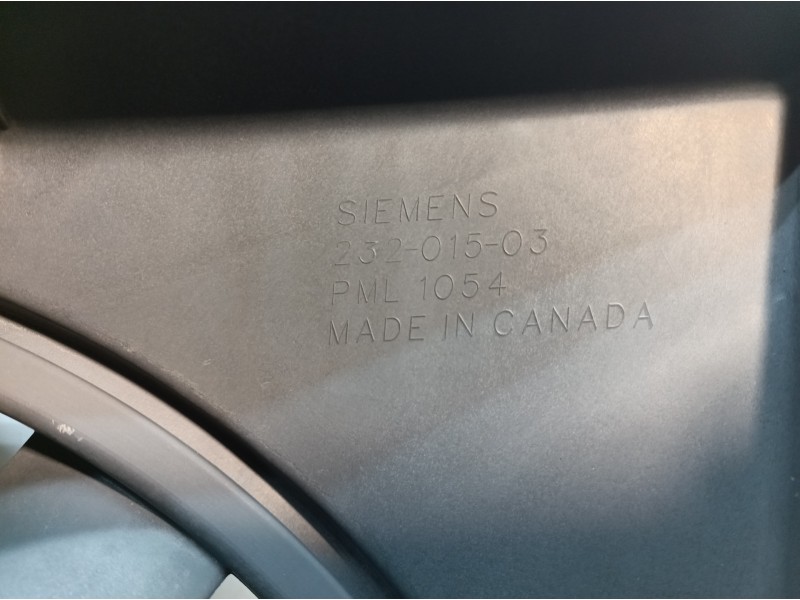 SIEMENS
232-015-03
PML 1054
MADE IN CANADA